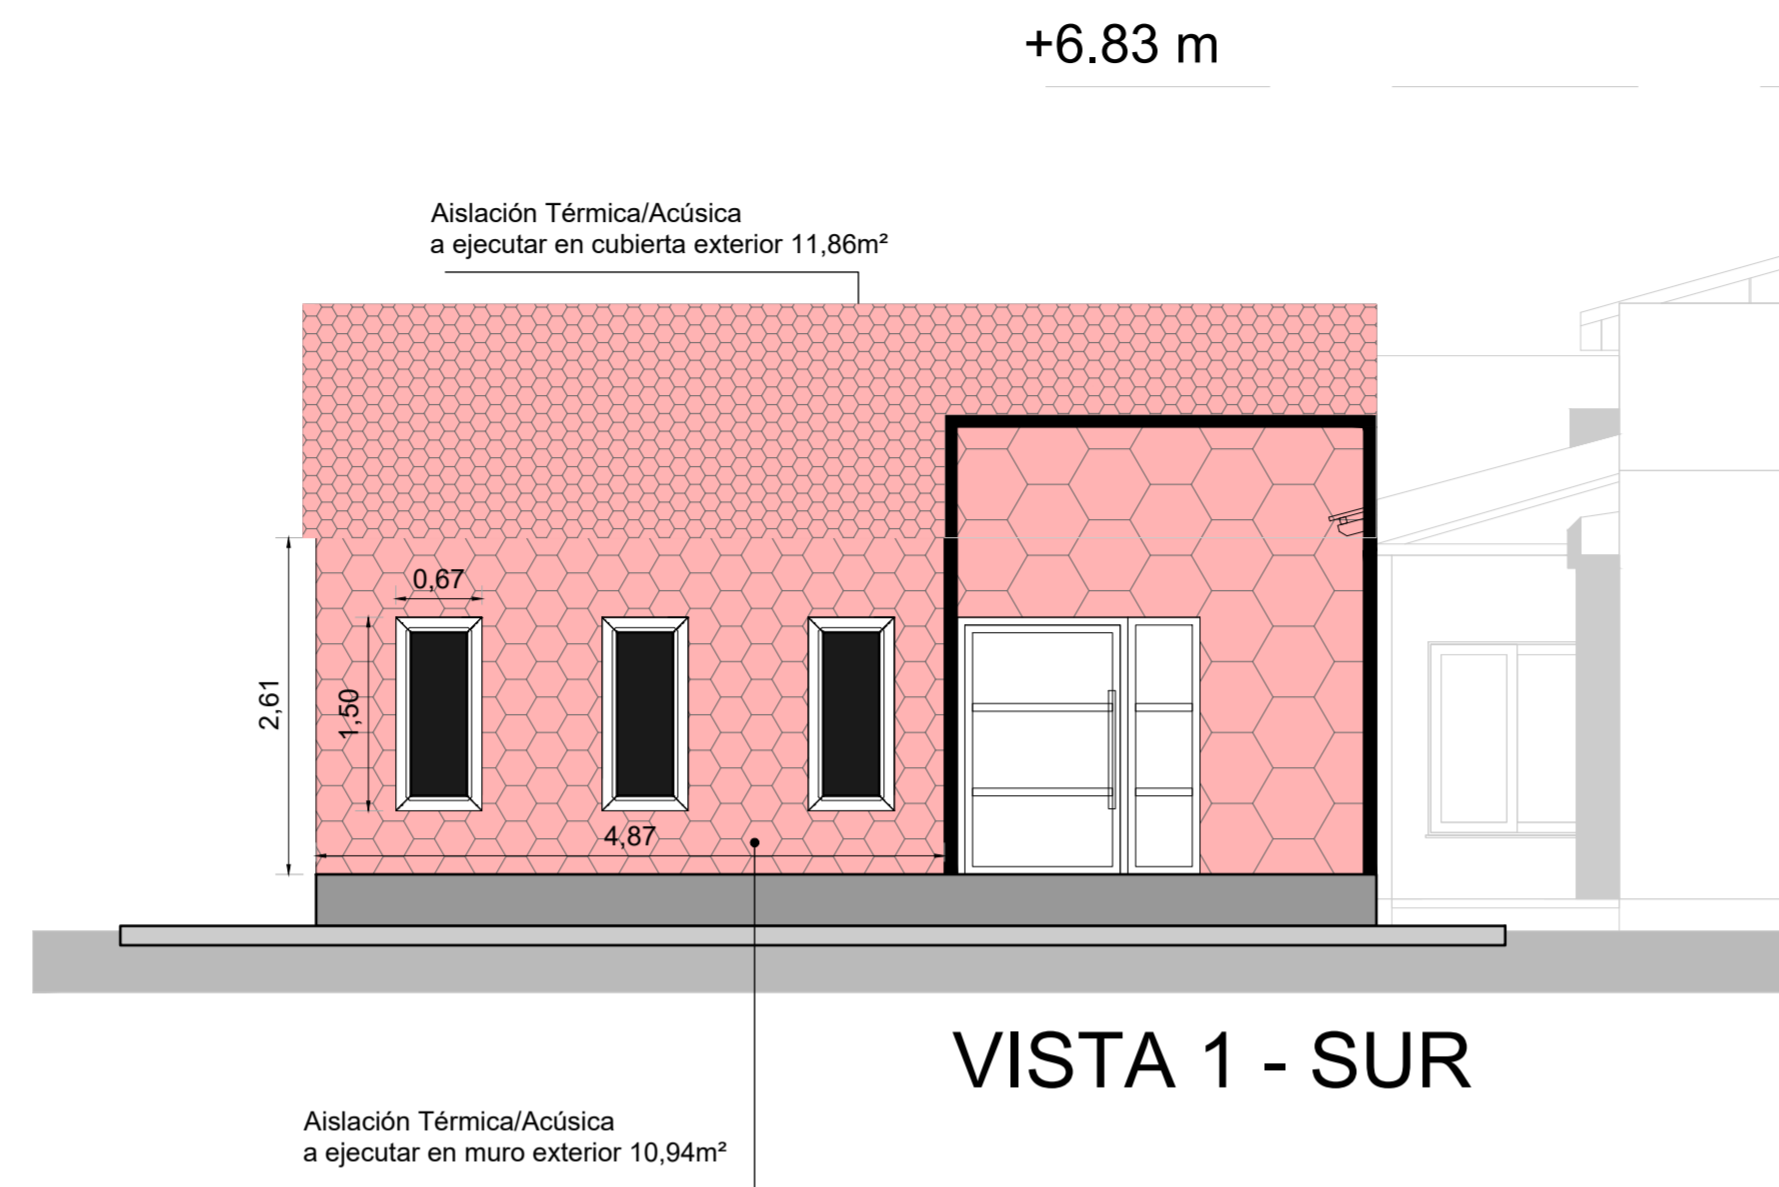 +6.83 m
Aislación Térmica/Acúsica
a ejecutar en cubierta exterior 11,86m²
0,67
2,61
1,50
4,87
VISTA 1 - SUR
Aislación Térmica/Acúsica
a ejecutar en muro exterior 10,94m²